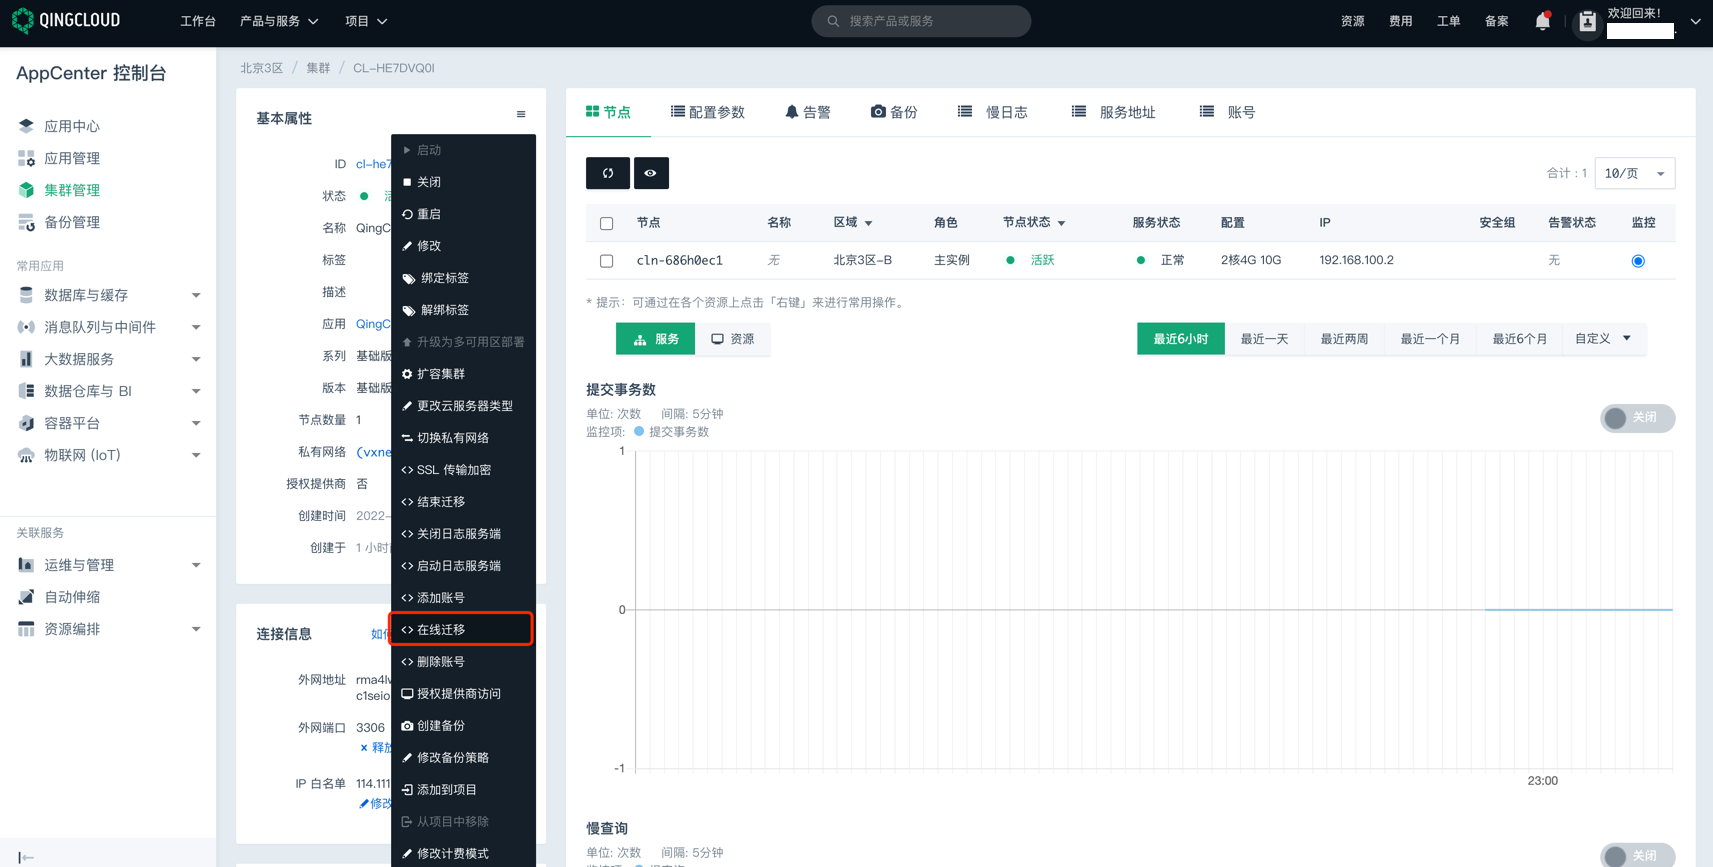 QINGCLOUD
工作台
产品与服务
项目
搜索产品或服务
资源
费用
工单
备案
欢迎回来!
AppCenter 控制台
应用中心
应用管理
集群管理
备份管理
常用应用
数据库与缓存
消息队列与中间件
大数据服务
数据仓库与 BI
容器平台
物联网 (IoT)
关联服务
运维与管理
自动伸缩
资源编排
北京3区 / 集群 / CL-HE7DVQ0I
基本属性
ID cl-he7
状态
名称 QingC
标签
描述
应用 QingC
系列 基础版
版本 基础版
节点数量 1
私有网络 (vxne
授权提供商 否
创建时间 2022-
创建于 1 小时
连接信息
如何
外网地址 rma4lv
c1seio
外网端口 3306
× 释放
IP 白名单 114.111
修改
启动
关闭
重启
修改
绑定标签
解绑标签
升级为多可用区部署
扩容集群
更改云服务器类型
切换私有网络
SSL 传输加密
结束迁移
关闭日志服务端
启动日志服务端
添加账号
在线迁移
删除账号
授权提供商访问
创建备份
修改备份策略
添加到项目
从项目中移除
修改计费模式
节点
配置参数
告警
备份
慢日志
服务地址
账号
合计 : 1
10/页
节点 名称 区域 角色 节点状态 服务状态 配置 IP 安全组 告警状态 监控
cln-686h0ec1 无 北京3区-B 主实例 活跃 正常 2核4G 10G 192.168.100.2 无
* 提示：可通过在各个资源上点击「右键」来进行常用操作。
服务
资源
最近6小时
最近一天
最近两周
最近一个月
最近6个月
自定义
提交事务数
单位: 次数 间隔: 5分钟
监控项: 提交事务数
关闭
1
0
-1
23:00
慢查询
单位: 次数 间隔: 5分钟
关闭